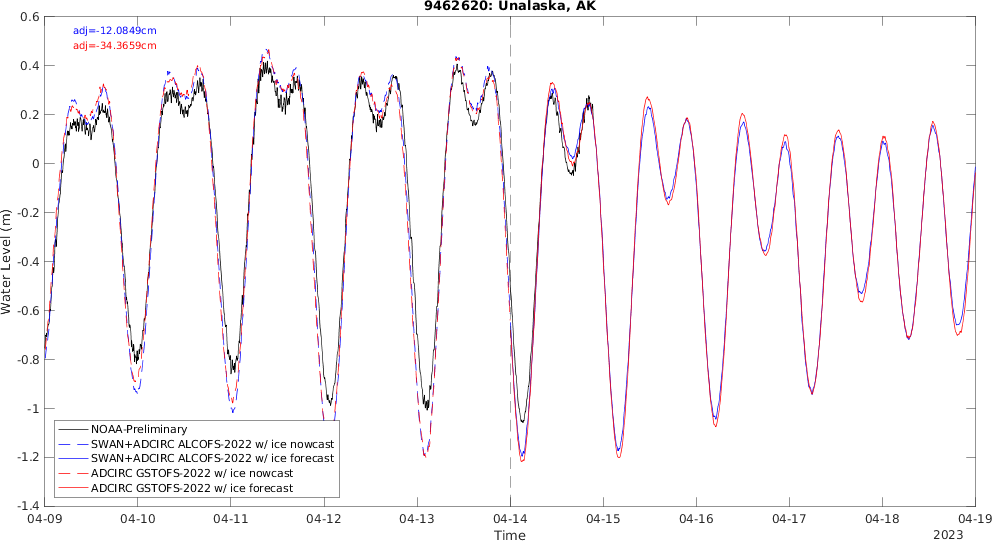 9462620: Unalaska, AK
adj=-12.0849cm
adj=-34.3659cm
0.6
0.4
0.2
0
-0.2
-0.4
-0.6
-0.8
-1
-1.2
-1.4
Water Level (m)
NOAA-Preliminary
SWAN+ADCIRC ALCOFS-2022 w/ ice nowcast
SWAN+ADCIRC ALCOFS-2022 w/ ice forecast
ADCIRC GSTOFS-2022 w/ ice nowcast
ADCIRC GSTOFS-2022 w/ ice forecast
04-09 04-10 04-11 04-12 04-13 04-14 04-15 04-16 04-17 04-18 04-19
Time
2023